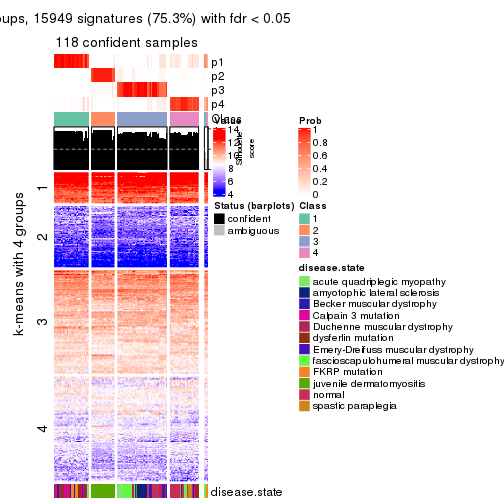 oups, 15949 signatures (75.3%) with fdr < 0.05
118 confident samples
p1
p2
p3
p4
Class
Value
14
12
10
8
6
4
Silhouette
score
Prob
1
0.8
0.6
0.4
0.2
0
Status (barplots)
confident
ambiguous
Class
1
2
3
4
disease.state
acute quadriplegic myopathy
amyotophic lateral sclerosis
Becker muscular dystrophy
Calpain 3 mutation
Duchenne muscular dystrophy
dysferlin mutation
Emery-Dreifuss muscular dystrophy
fascioscapulohumeral muscular dystrophy
FKRP mutation
juvenile dermatomyositis
normal
spastic paraplegia
k-means with 4 groups
1
2
3
4
disease.state